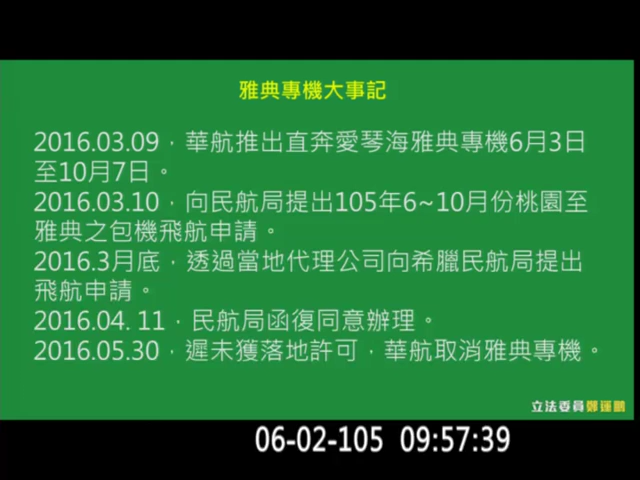 雅典專機大事記
2016.03.09，華航推出直奔愛琴海雅典專機6月3日
至10月7日。
2016.03.10，向民航局提出105年6~10月份桃園至
雅典之包機飛航申請。
2016.3月底，透過當地代理公司向希臘民航局提出
飛航申請。
2016.04. 11，民航局函復同意辦理。
2016.05.30，遲未獲落地許可，華航取消雅典專機。
立法委員鄭運鵬
06-02-105 09:57:39